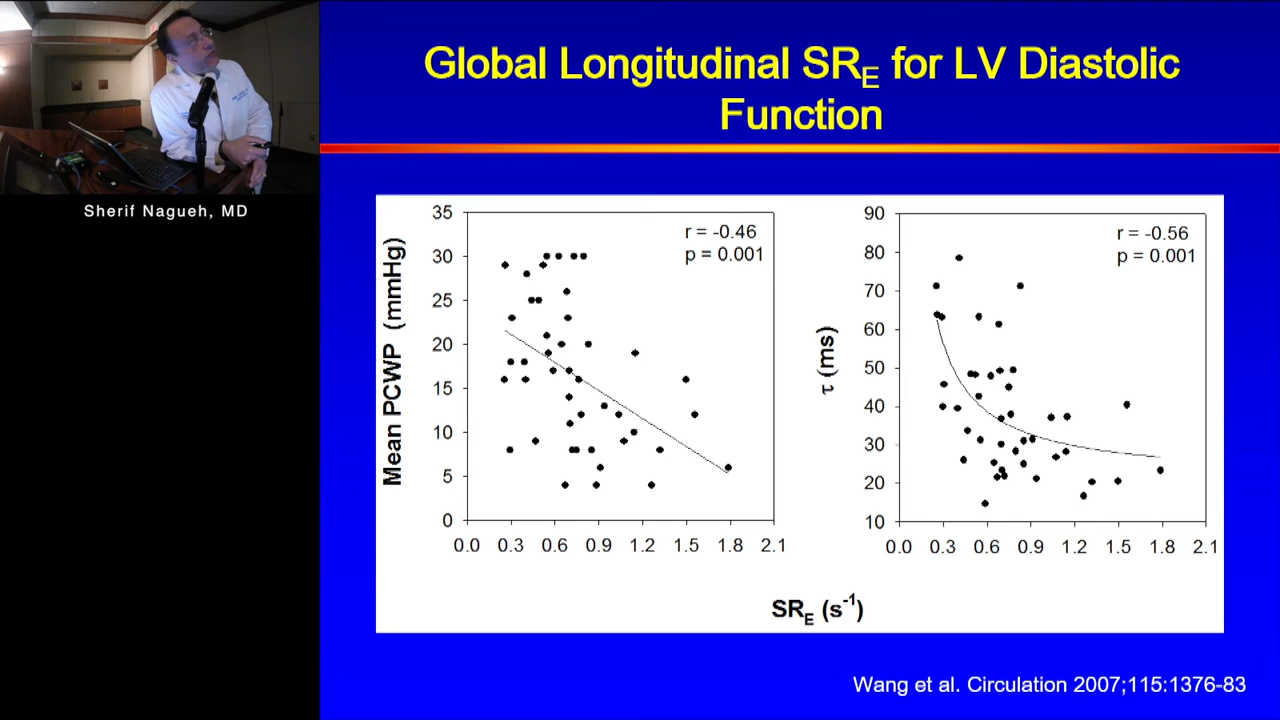 Global Longitudinal SRE for LV Diastolic
Function
Sherif Nagueh, MD
35
30
25
20
15
10
5
0
Mean PCWP (mmHg)
r = -0.46
p = 0.001
0.0 0.3 0.6 0.9 1.2 1.5 1.8 2.1
90
80
70
60
50
40
30
20
10
τ (ms)
r = -0.56
p = 0.001
0.0 0.3 0.6 0.9 1.2 1.5 1.8 2.1
SRE (s-1)
Wang et al. Circulation 2007;115:1376-83